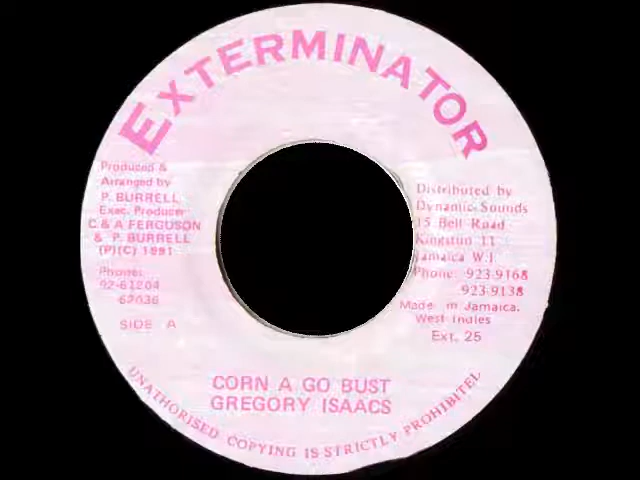 EXTERMINATOR
Produced &
Arranged by
P. BURRELL
Exec. Producer
C & A FERGUSON
& P. BURRELL
(P)(C) 1991
Phone:
92-61204
62036
SIDE A
Distributed by
Dynamic Sounds
15 Bell Road
Kingston 11
Jamaica W.I.
Phone: 923-9168
923-9138
Made in Jamaica,
West Indies
Ext. 25
CORN A GO BUST
GREGORY ISAACS
UNAUTHORISED COPYING IS STRICTLY PROHIBITEL